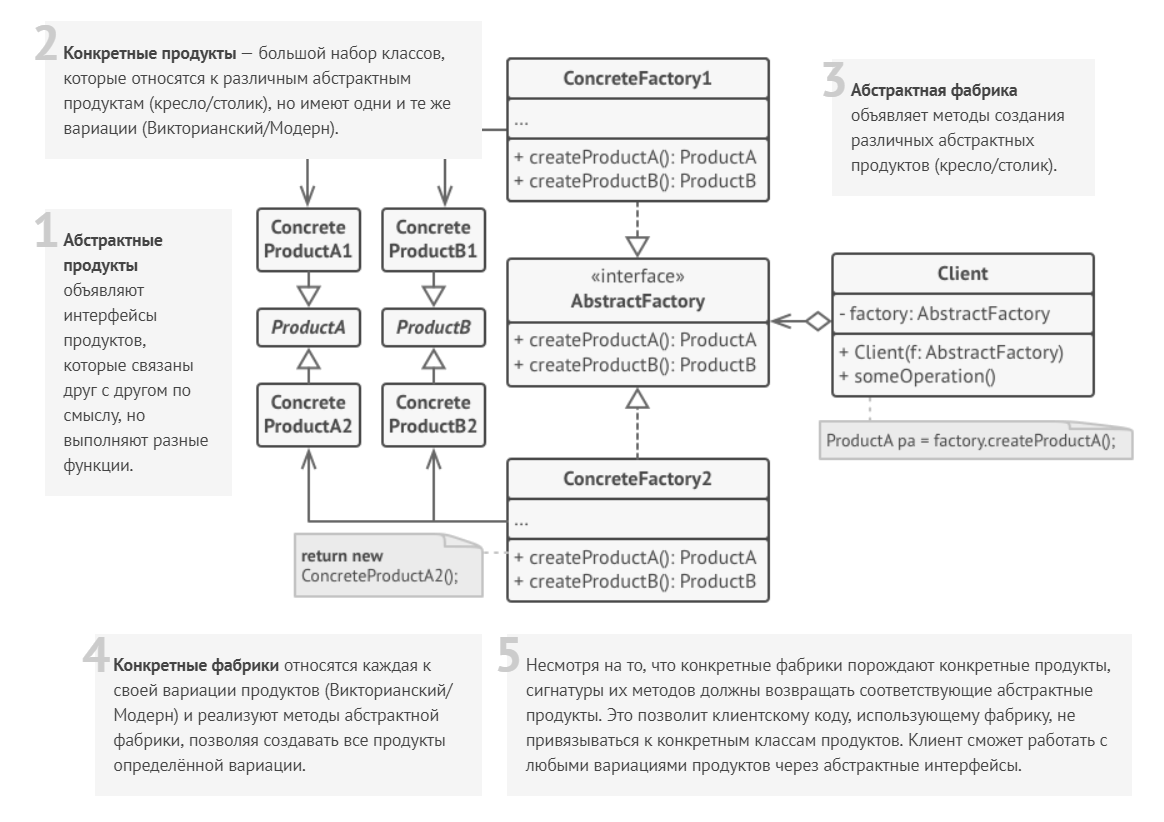 2
Конкретные продукты — большой набор классов,
которые относятся к различным абстрактным
продуктам (кресло/столик), но имеют одни и те же
вариации (Викторианский/Модерн).
ConcreteFactory1
...
+ createProductA(): ProductA
+ createProductB(): ProductB
3
Абстрактная фабрика
объявляет методы создания
различных абстрактных
продуктов (кресло/столик).
1
Абстрактные
продукты
объявляют
интерфейсы
продуктов,
которые связаны
друг с другом по
смыслу, но
выполняют разные
функции.
Concrete
ProductA1
Concrete
ProductB1
ProductA
ProductB
Concrete
ProductA2
Concrete
ProductB2
«interface»
AbstractFactory
+ createProductA(): ProductA
+ createProductB(): ProductB
Client
- factory: AbstractFactory
+ Client(f: AbstractFactory)
+ someOperation()
ProductA pa = factory.createProductA();
ConcreteFactory2
...
+ createProductA(): ProductA
+ createProductB(): ProductB
return new
ConcreteProductA2();
4
Конкретные фабрики относятся каждая к
своей вариации продуктов (Викторианский/
Модерн) и реализуют методы абстрактной
фабрики, позволяя создавать все продукты
определённой вариации.
5
Несмотря на то, что конкретные фабрики порождают конкретные продукты,
сигнатуры их методов должны возвращать соответствующие абстрактные
продукты. Это позволит клиентскому коду, использующему фабрику, не
привязываться к конкретным классам продуктов. Клиент сможет работать с
любыми вариациями продуктов через абстрактные интерфейсы.